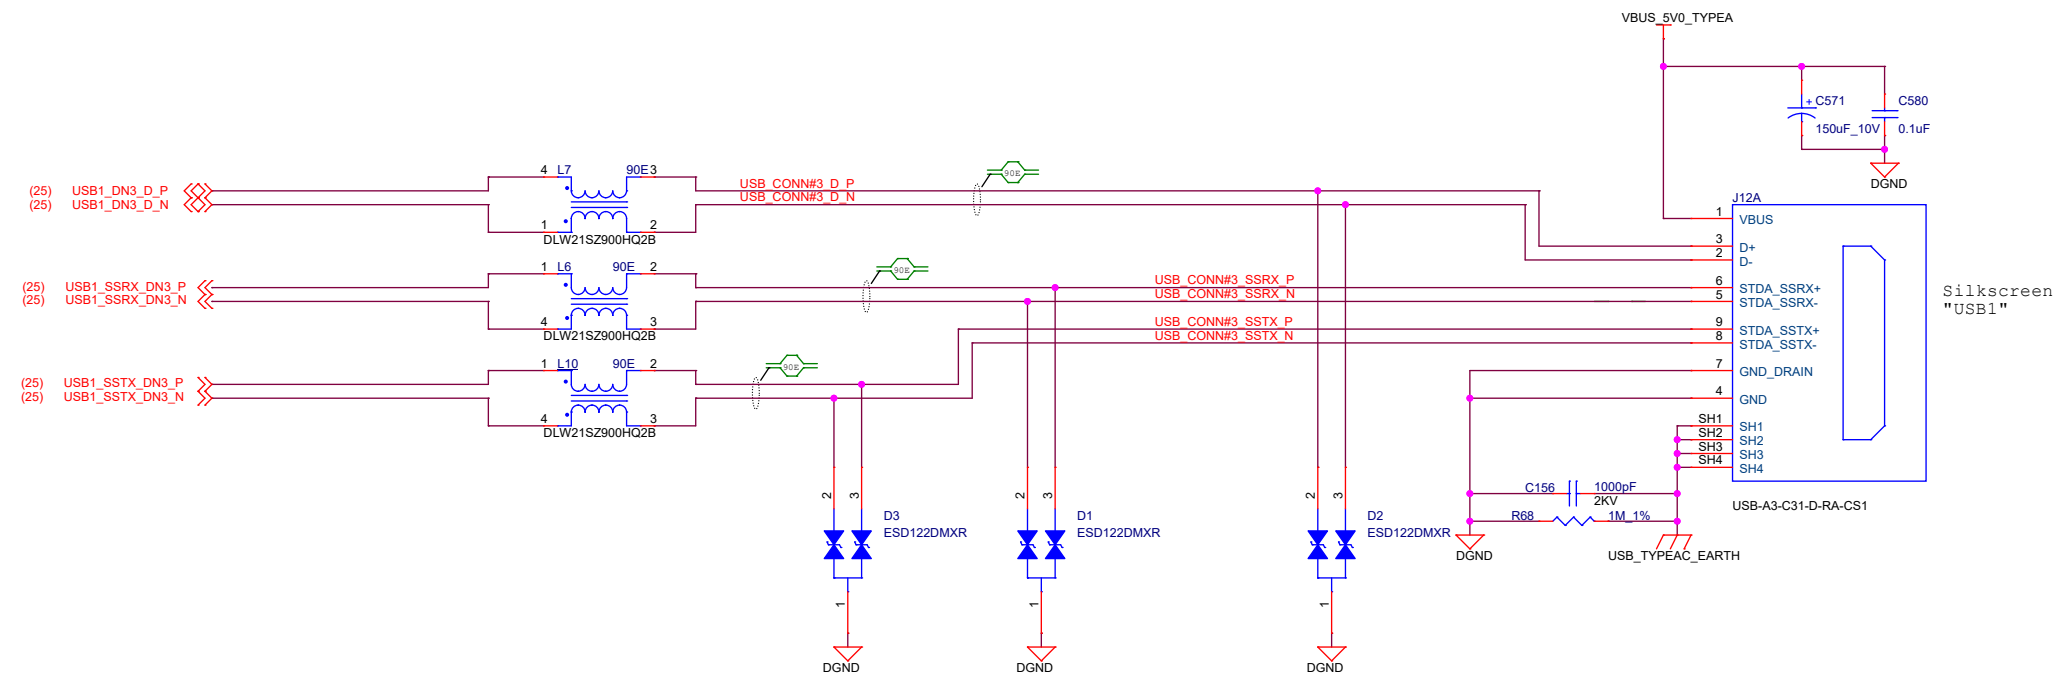 VBUS_5V0_TYPEA
+ C571
150uF_10V
C580
0.1uF
DGND
4 L7 90E 3
1 2
DLW21SZ900HQ2B
(25) USB1_DN3_D_P
(25) USB1_DN3_D_N
USB_CONN#3_D_P
USB_CONN#3_D_N
90E
1 L6 90E 2
4 3
DLW21SZ900HQ2B
(25) USB1_SSRX_DN3_P
(25) USB1_SSRX_DN3_N
90E
USB_CONN#3_SSRX_P
USB_CONN#3_SSRX_N
USB_CONN#3_SSTX_P
USB_CONN#3_SSTX_N
1 L10 90E 2
4 3
DLW21SZ900HQ2B
(25) USB1_SSTX_DN3_P
(25) USB1_SSTX_DN3_N
90E
J12A
1 VBUS
3 D+
2 D-
6 STDA_SSRX+
5 STDA_SSRX-
9 STDA_SSTX+
8 STDA_SSTX-
7 GND_DRAIN
4 GND
SH1 SH1
SH2 SH2
SH3 SH3
SH4 SH4
USB-A3-C31-D-RA-CS1
Silkscreen
"USB1"
C156 1000pF
2KV
R68 1M_1%
DGND
USB_TYPEAC_EARTH
2 3
D3
ESD122DMXR
1
DGND
2 3
D1
ESD122DMXR
1
DGND
2 3
D2
ESD122DMXR
1
DGND